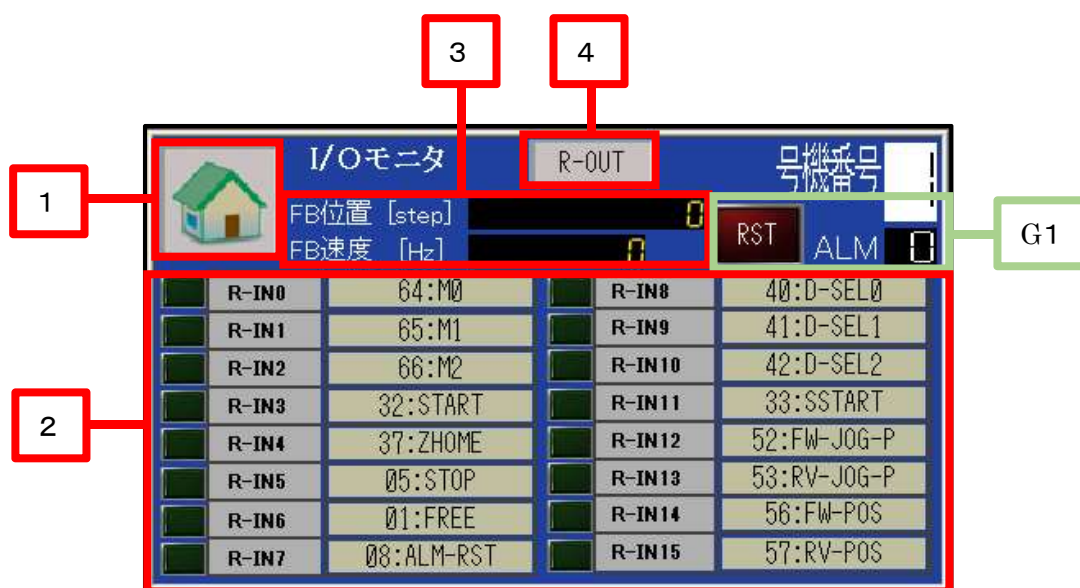 3
4
I/Oモニタ
R-OUT
号機番号
1
1
FB位置 [step]
0
RST
ALM
0
G1
FB速度 [Hz]
0
R-IN0
64:M0
R-IN8
40:D-SEL0
R-IN1
65:M1
R-IN9
41:D-SEL1
R-IN2
66:M2
R-IN10
42:D-SEL2
2
R-IN3
32:START
R-IN11
33:SSTART
R-IN4
37:ZHOME
R-IN12
52:FW-JOG-P
R-IN5
05:STOP
R-IN13
53:RV-JOG-P
R-IN6
01:FREE
R-IN14
56:FW-POS
R-IN7
08:ALM-RST
R-IN15
57:RV-POS